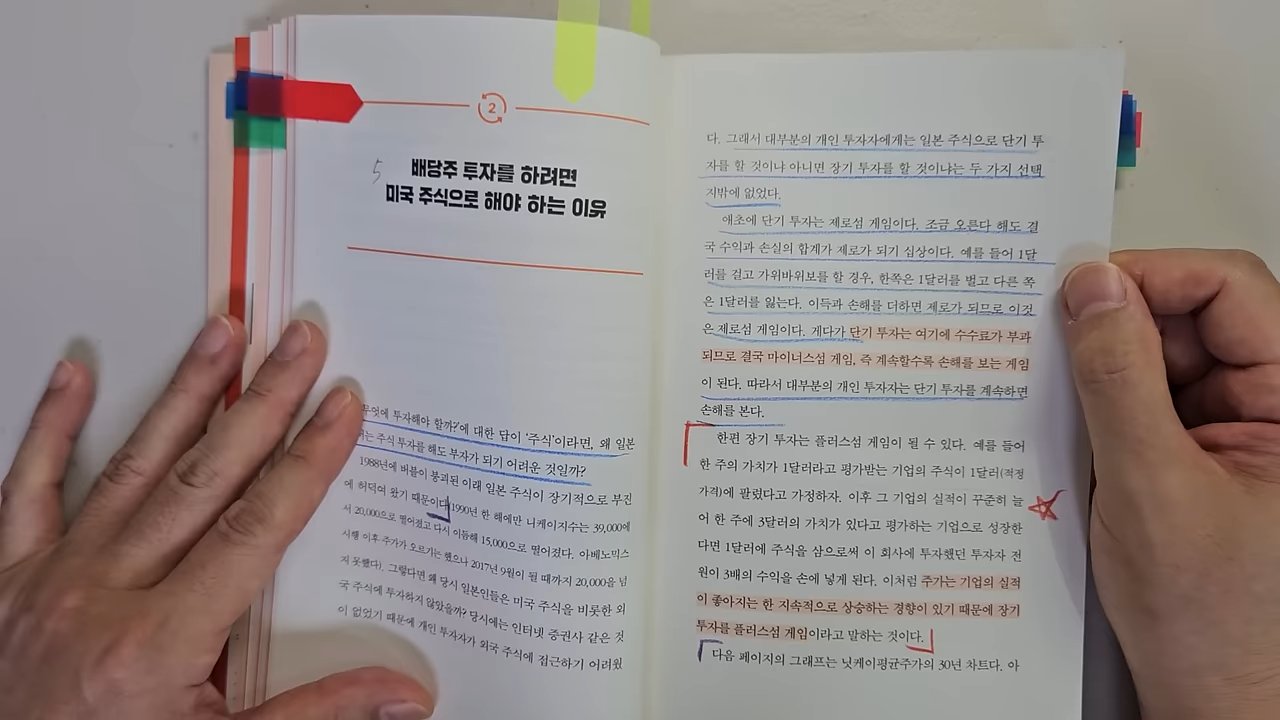 2
5
배당주 투자를 하려면
미국 주식으로 해야 하는 이유
무엇에 투자해야 할까?'에 대한 답이 '주식'이라면, 왜 일본
는 주식 투자를 해도 부자가 되기 어려운 것일까?
1988년에 버블이 붕괴된 이래 일본 주식이 장기적으로 부진
에 허덕여 왔기 때문이다(1990년 한 해에만 니케이지수는 39,000에
서 20,000으로 떨어졌고 다시 이듬해 15,000으로 떨어졌다. 아베노믹스
시행 이후 주가가 오르기는 했으나 2017년 9월이 될 때까지 20,000을 넘
지 못했다). 그렇다면 왜 당시 일본인들은 미국 주식을 비롯한 외
국 주식에 투자하지 않았을까? 당시에는 인터넷 증권사 같은 것
이 없었기 때문에 개인 투자자가 외국 주식에 접근하기 어려웠
다. 그래서 대부분의 개인 투자자에게는 일본 주식으로 단기 투
자를 할 것이냐 아니면 장기 투자를 할 것이냐는 두 가지 선택
지밖에 없었다.
애초에 단기 투자는 제로섬 게임이다. 조금 오른다 해도 결
국 수익과 손실의 합계가 제로가 되기 십상이다. 예를 들어 1달
러를 걸고 가위바위보를 할 경우, 한쪽은 1달러를 벌고 다른 쪽
은 1달러를 잃는다. 이득과 손해를 더하면 제로가 되므로 이것
은 제로섬 게임이다. 게다가 단기 투자는 여기에 수수료가 부과
되므로 결국 마이너스섬 게임, 즉 계속할수록 손해를 보는 게임
이 된다. 따라서 대부분의 개인 투자자는 단기 투자를 계속하면
손해를 본다.
한편 장기 투자는 플러스섬 게임이 될 수 있다. 예를 들어
한 주의 가치가 1달러라고 평가받는 기업의 주식이 1달러(적정
가격)에 팔렸다고 가정하자. 이후 그 기업의 실적이 꾸준히 늘
어 한 주에 3달러의 가치가 있다고 평가하는 기업으로 성장한
다면 1달러에 주식을 삼으로써 이 회사에 투자했던 투자자 전
원이 3배의 수익을 손에 넣게 된다. 이처럼 주가는 기업의 실적
이 좋아지는 한 지속적으로 상승하는 경향이 있기 때문에 장기
투자를 플러스섬 게임이라고 말하는 것이다.
다음 페이지의 그래프는 닛케이평균주가의 30년 차트다. 아